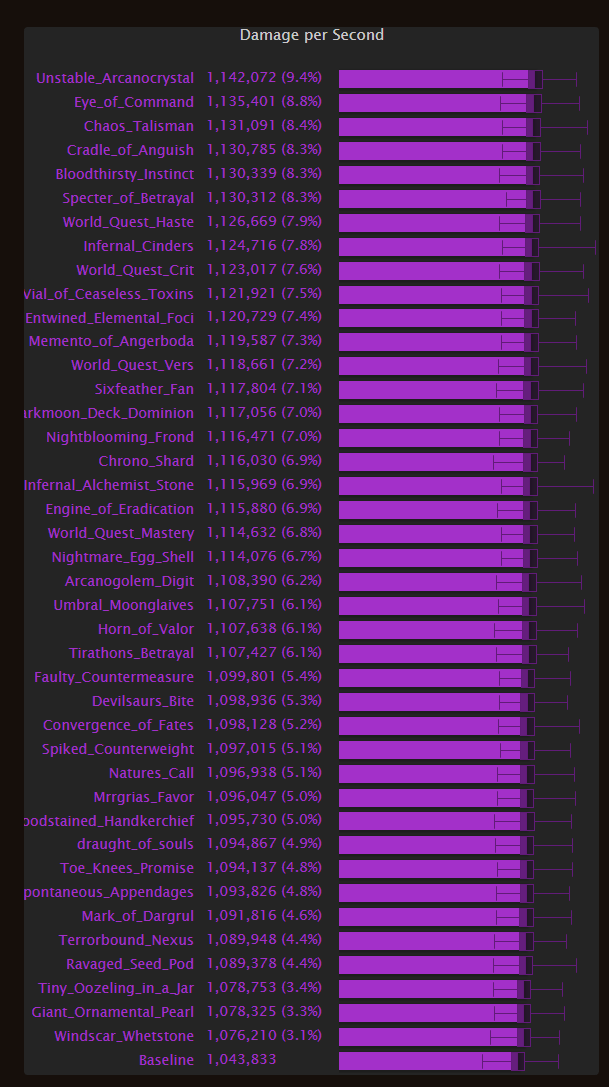 Damage per Second
Unstable_Arcanocrystal 1,142,072 (9.4%)
Eye_of_Command 1,135,401 (8.8%)
Chaos_Talisman 1,131,091 (8.4%)
Cradle_of_Anguish 1,130,785 (8.3%)
Bloodthirsty_Instinct 1,130,339 (8.3%)
Specter_of_Betrayal 1,130,312 (8.3%)
World_Quest_Haste 1,126,669 (7.9%)
Infernal_Cinders 1,124,716 (7.8%)
World_Quest_Crit 1,123,017 (7.6%)
Vial_of_Ceaseless_Toxins 1,121,921 (7.5%)
Entwined_Elemental_Foci 1,120,729 (7.4%)
Memento_of_Angerboda 1,119,587 (7.3%)
World_Quest_Vers 1,118,661 (7.2%)
Sixfeather_Fan 1,117,804 (7.1%)
arkmoon_Deck_Dominion 1,117,056 (7.0%)
Nightblooming_Frond 1,116,471 (7.0%)
Chrono_Shard 1,116,030 (6.9%)
Infernal_Alchemist_Stone 1,115,969 (6.9%)
Engine_of_Eradication 1,115,880 (6.9%)
World_Quest_Mastery 1,114,632 (6.8%)
Nightmare_Egg_Shell 1,114,076 (6.7%)
Arcanogolem_Digit 1,108,390 (6.2%)
Umbral_Moonglaives 1,107,751 (6.1%)
Horn_of_Valor 1,107,638 (6.1%)
Tirathons_Betrayal 1,107,427 (6.1%)
Faulty_Countermeasure 1,099,801 (5.4%)
Devilsaurs_Bite 1,098,936 (5.3%)
Convergence_of_Fates 1,098,128 (5.2%)
Spiked_Counterweight 1,097,015 (5.1%)
Natures_Call 1,096,938 (5.1%)
Mrrgrias_Favor 1,096,047 (5.0%)
oodstained_Handkerchief 1,095,730 (5.0%)
draught_of_souls 1,094,867 (4.9%)
Toe_Knees_Promise 1,094,137 (4.8%)
pontaneous_Appendages 1,093,826 (4.8%)
Mark_of_Dargrul 1,091,816 (4.6%)
Terrorbound_Nexus 1,089,948 (4.4%)
Ravaged_Seed_Pod 1,089,378 (4.4%)
Tiny_Oozeling_in_a_Jar 1,078,753 (3.4%)
Giant_Ornamental_Pearl 1,078,325 (3.3%)
Windscar_Whetstone 1,076,210 (3.1%)
Baseline 1,043,833